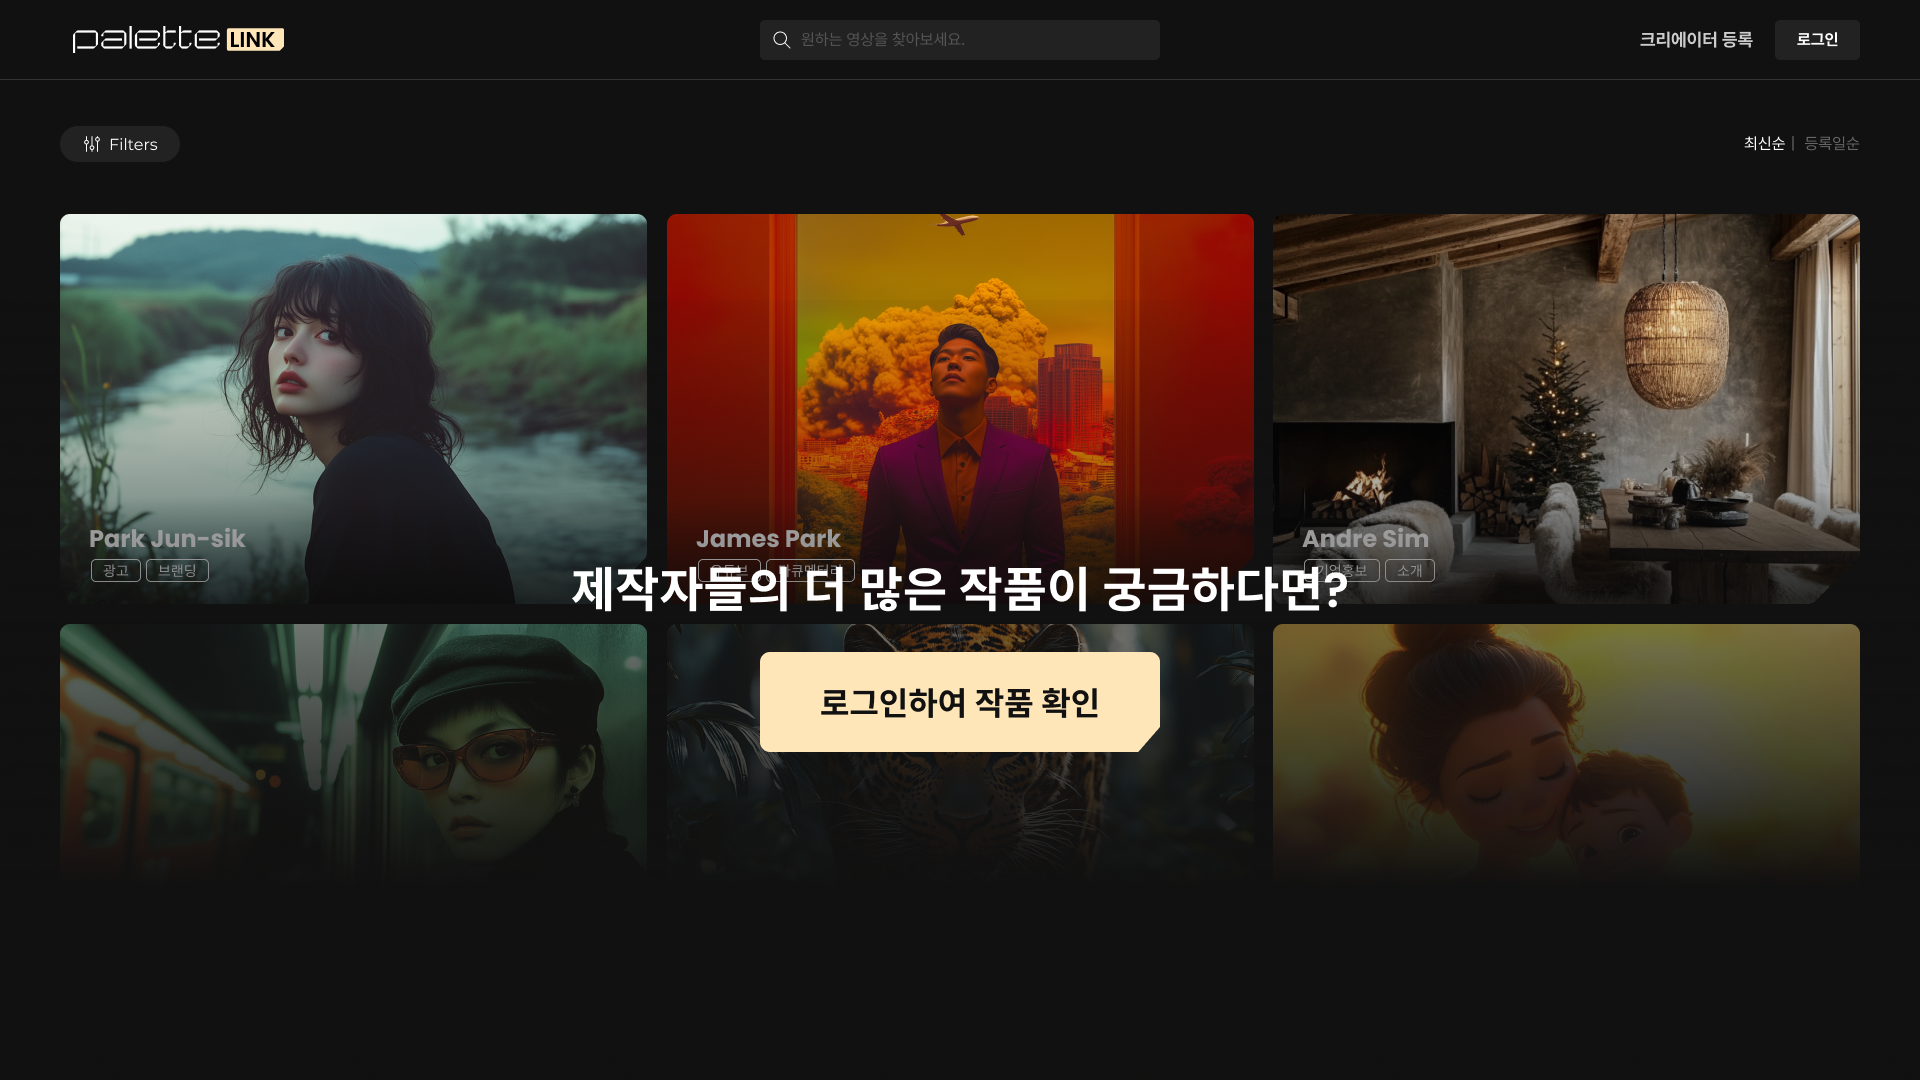 palette LINK
원하는 영상을 찾아보세요.
크리에이터 등록
로그인
Filters
최신순 | 등록일순
Park Jun-sik
광고 브랜딩
James Park
Andre Sim
기업홍보 소개
제작자들의 더 많은 작품이 궁금하다면?
로그인하여 작품 확인